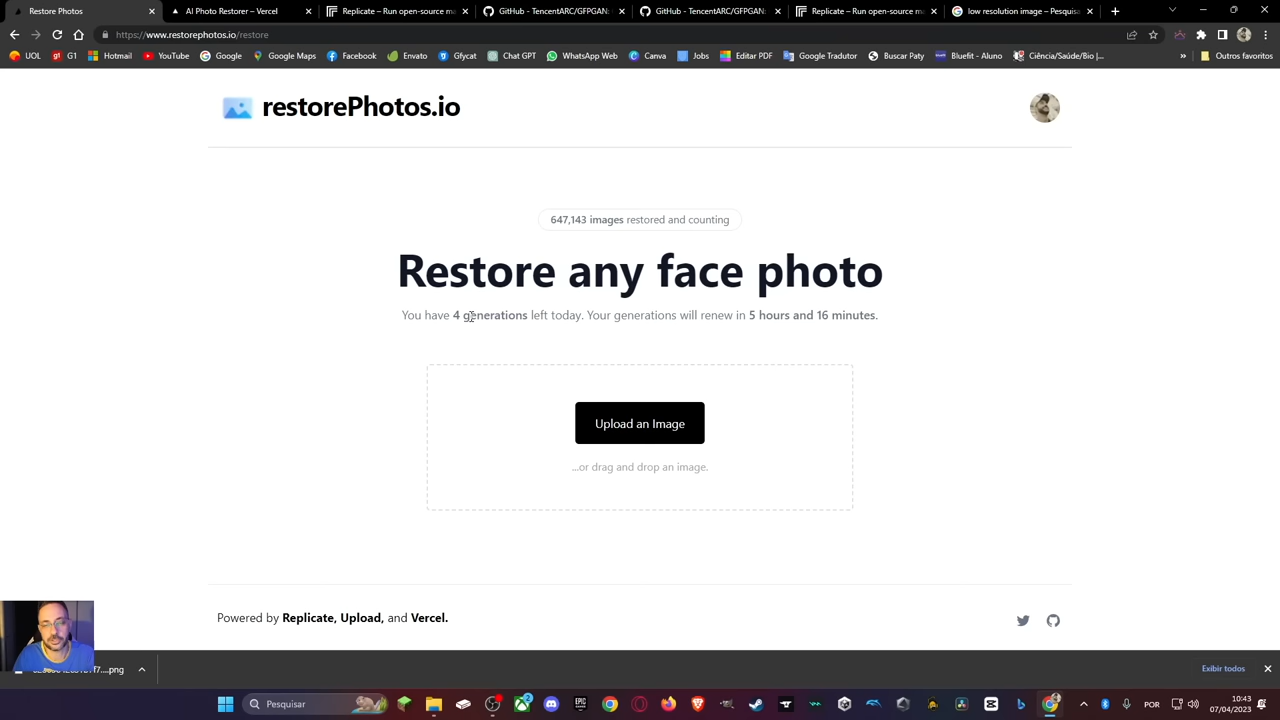 Restore Photos
AI Photo Restorer – Vercel
Replicate – Run open-source m
GitHub - TencentARC/GFPGAN:
GitHub - TencentARC/GFPGAN:
Replicate – Run open-source m
low resolution image – Pesquisa
https://www.restorephotos.io/restore
UOL
G1
Hotmail
YouTube
Google
Google Maps
Facebook
Envato
Chat GPT
WhatsApp Web
Canva
Jobs
Editar PDF
Google Tradutor
Buscar Paty
Bluefit - Aluno
Ciência/Saúde/Bio |...
»
Outros favoritos
restorePhotos.io
647,143 images restored and counting
Restore any face photo
You have 4 generations left today. Your generations will renew in 5 hours and 16 minutes.
Upload an Image
...or drag and drop an image.
Powered by Replicate, Upload, and Vercel.
Exibir todos
Pesquisar
2
POR
10:43
07/04/2023